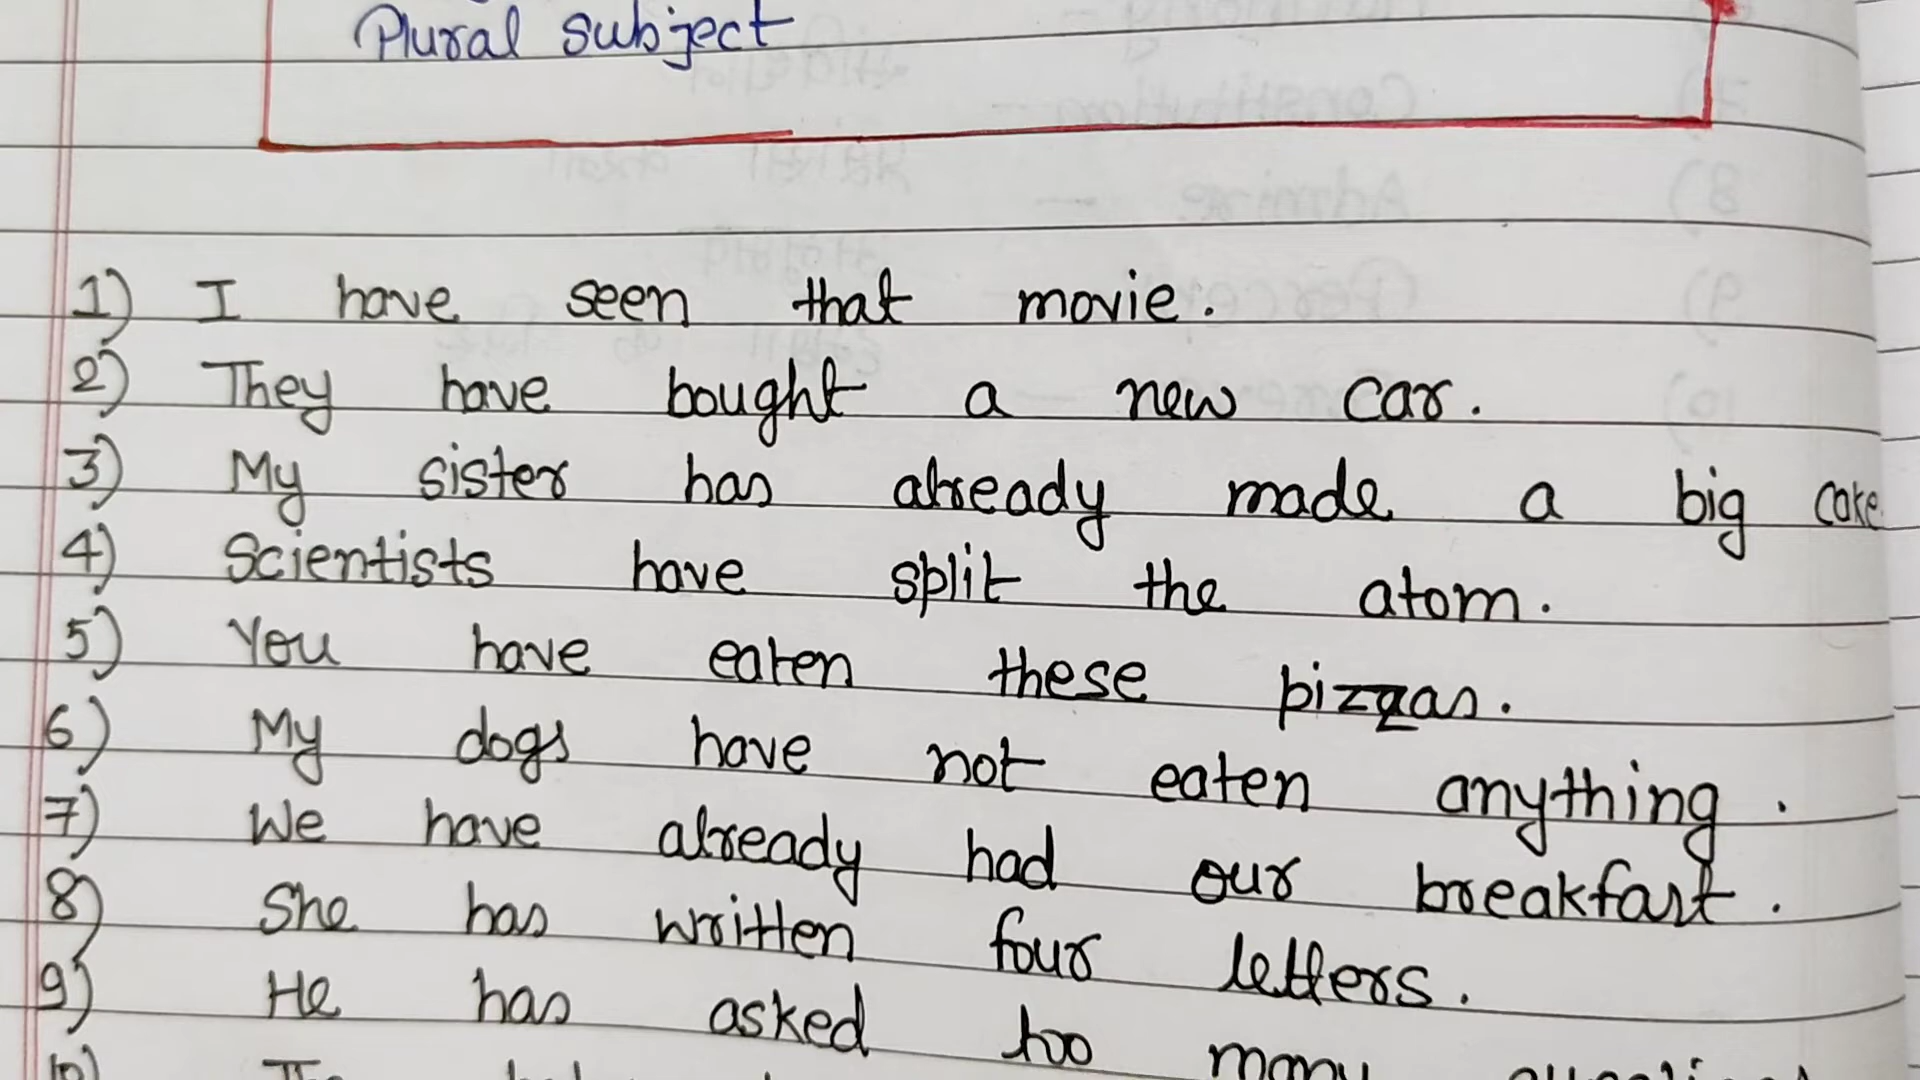 Plural subject
1) I have seen that movie.
2) They have bought a new car.
3) My sister has already made a big cake.
4) Scientists have split the atom.
5) You have eaten these pizzas.
6) My dogs have not eaten anything.
7) We have already had our breakfast.
8) She has written four letters.
9) He has asked too many
10)